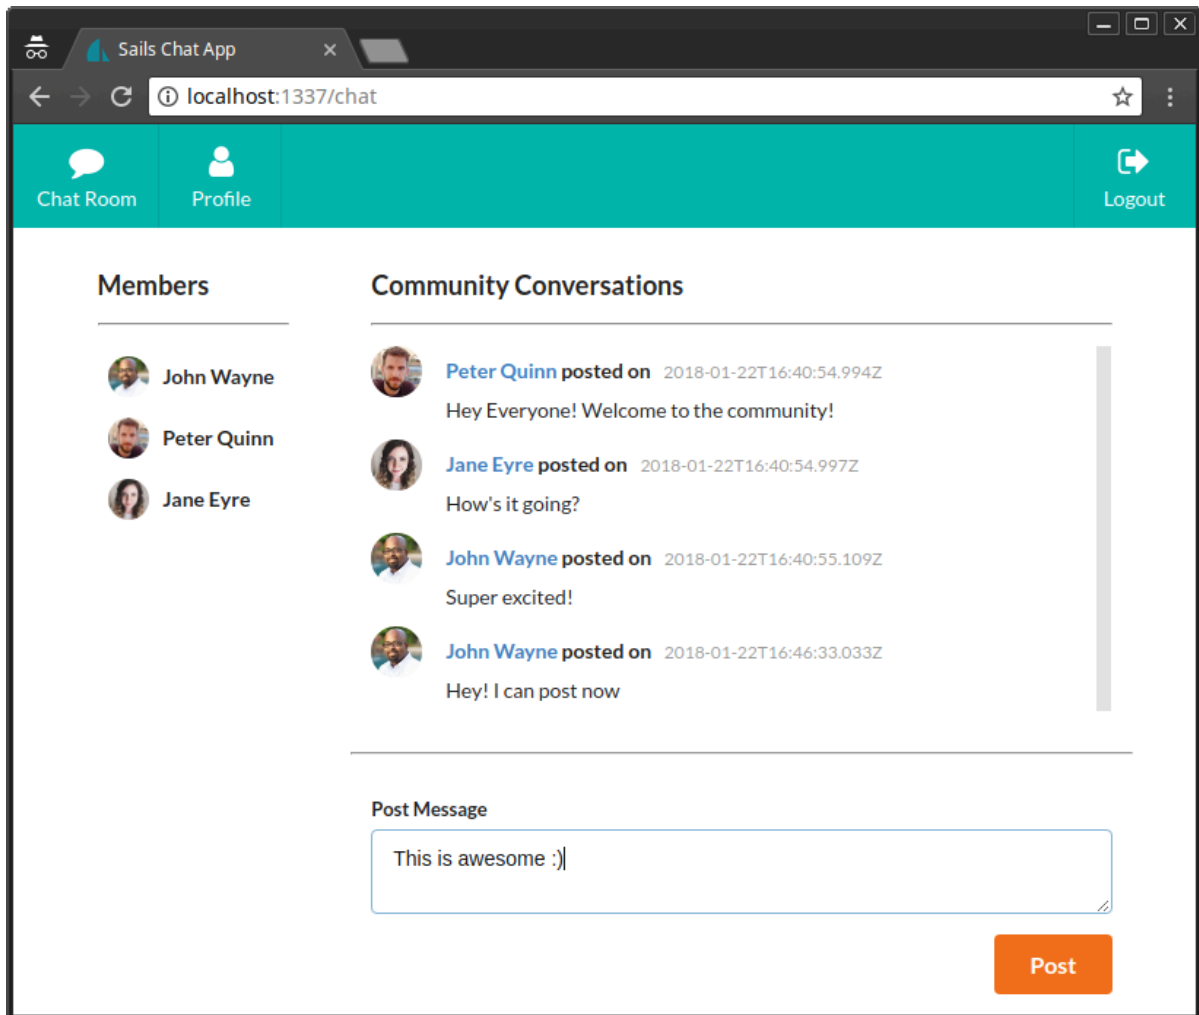 Sails Chat App
localhost:1337/chat
Chat Room
Profile
Logout
Members
John Wayne
Peter Quinn
Jane Eyre
Community Conversations
Peter Quinn posted on 2018-01-22T16:40:54.994Z
Hey Everyone! Welcome to the community!
Jane Eyre posted on 2018-01-22T16:40:54.997Z
How's it going?
John Wayne posted on 2018-01-22T16:40:55.109Z
Super excited!
John Wayne posted on 2018-01-22T16:46:33.033Z
Hey! I can post now
Post Message
This is awesome :)
Post